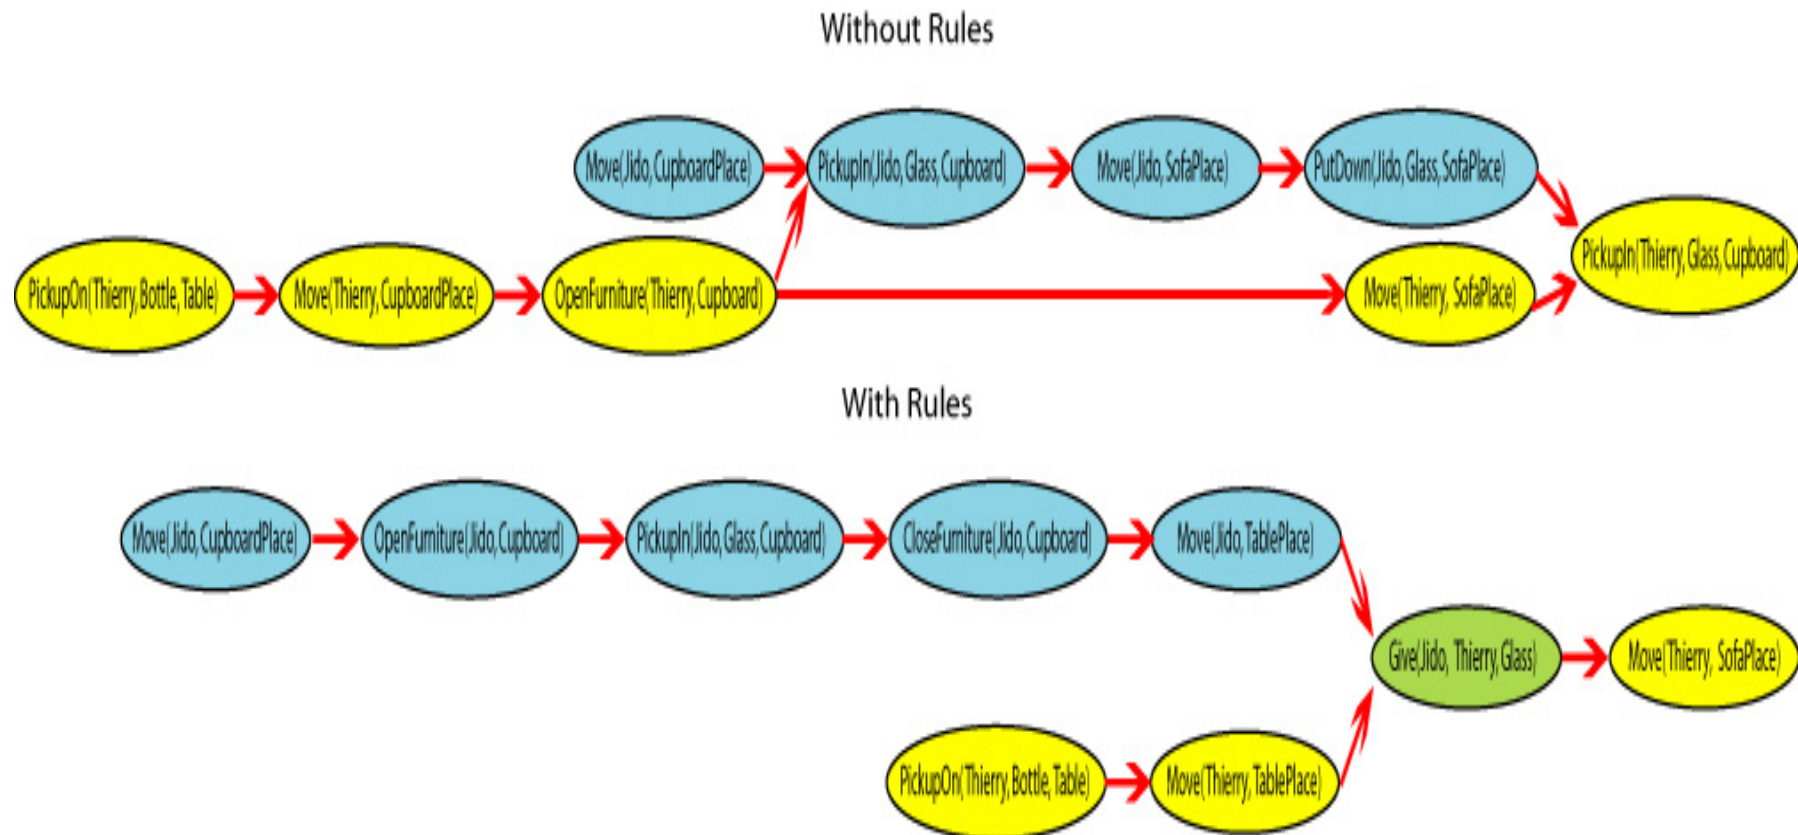 Without Rules
Move(Jido,CupboardPlace)
PickupIn(Jido,Glass,Cupboard)
Move(Jido,SofaPlace)
PutDown(Jido,Glass,SofaPlace)
PickupIn(Thierry,Glass,Cupboard)
PickupOn(Thierry,Bottle,Table)
Move(Thierry,CupboardPlace)
OpenFurniture(Thierry,Cupboard)
Move(Thierry, SofaPlace)
With Rules
Move(Jido,CupboardPlace)
OpenFurniture(Jido,Cupboard)
PickupIn(Jido,Glass,Cupboard)
CloseFurniture(Jido,Cupboard)
Move(Jido,TablePlace)
Give(Jido, Thierry,Glass)
Move(Thierry, SofaPlace)
PickupOn(Thierry,Bottle,Table)
Move(Thierry,TablePlace)